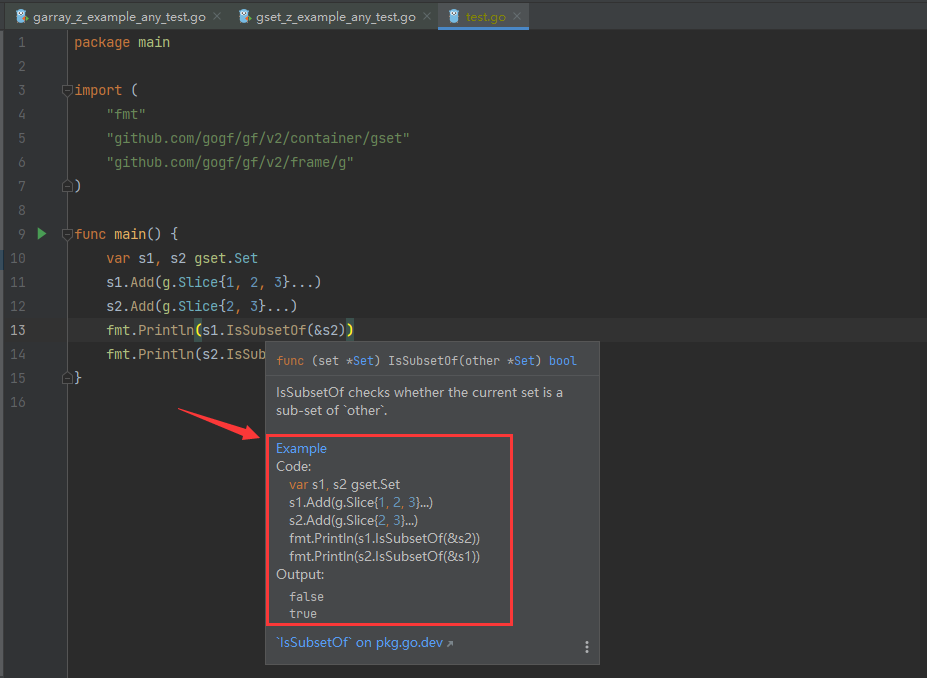 garray_z_example_any_test.go
gset_z_example_any_test.go
test.go
1 package main
2
3 import (
4 "fmt"
5 "github.com/gogf/gf/v2/container/gset"
6 "github.com/gogf/gf/v2/frame/g"
7 )
8
9 func main() {
10 var s1, s2 gset.Set
11 s1.Add(g.Slice{1, 2, 3}...)
12 s2.Add(g.Slice{2, 3}...)
13 fmt.Println(s1.IsSubsetOf(&s2))
14 fmt.Println(s2.IsSub
15 }
16
func (set *Set) IsSubsetOf(other *Set) bool
IsSubsetOf checks whether the current set is a
sub-set of `other`.
Example
Code:
var s1, s2 gset.Set
s1.Add(g.Slice{1, 2, 3}...)
s2.Add(g.Slice{2, 3}...)
fmt.Println(s1.IsSubsetOf(&s2))
fmt.Println(s2.IsSubsetOf(&s1))
Output:
false
true
`IsSubsetOf` on pkg.go.dev